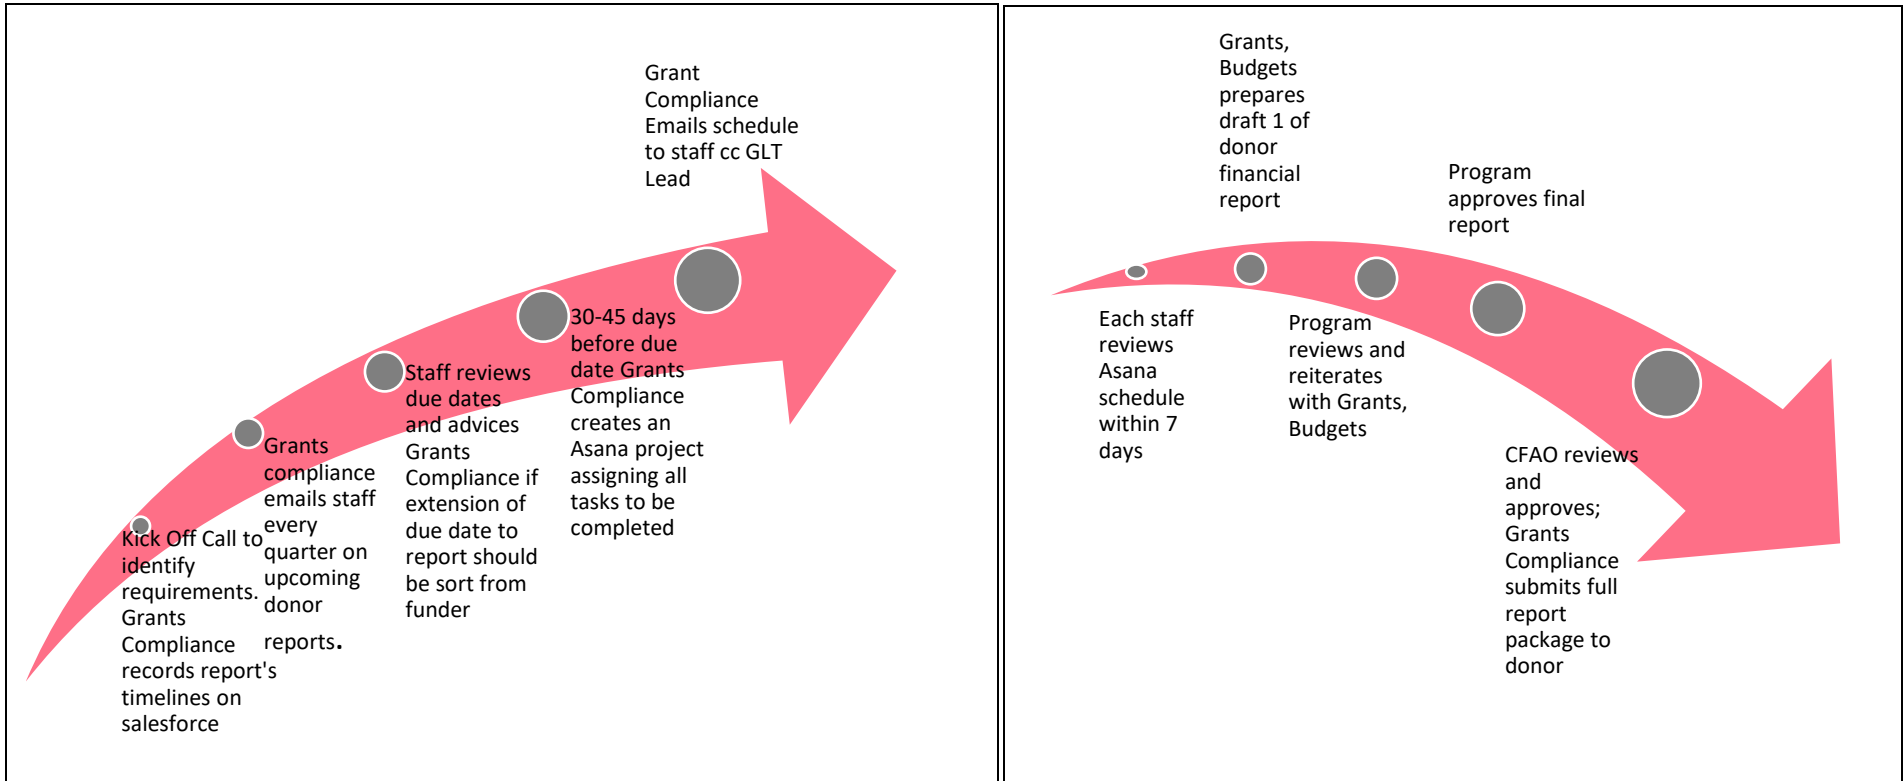 Kick Off Call to
identify
requirements.
Grants
Compliance
records report's
timelines on
salesforce
Grants
compliance
emails staff
every
quarter on
upcoming
donor
reports.
Staff reviews
due dates
and advices
Grants
Compliance if
extension of
due date to
report should
be sort from
funder
30-45 days
before due
date Grants
Compliance
creates an
Asana project
assigning all
tasks to be
completed
Grant
Compliance
Emails schedule
to staff cc GLT
Lead
Each staff
reviews
Asana
schedule
within 7
days
Grants,
Budgets
prepares
draft 1 of
donor
financial
report
Program
reviews and
reiterates
with Grants,
Budgets
Program
approves final
report
CFAO reviews
and
approves;
Grants
Compliance
submits full
report
package to
donor